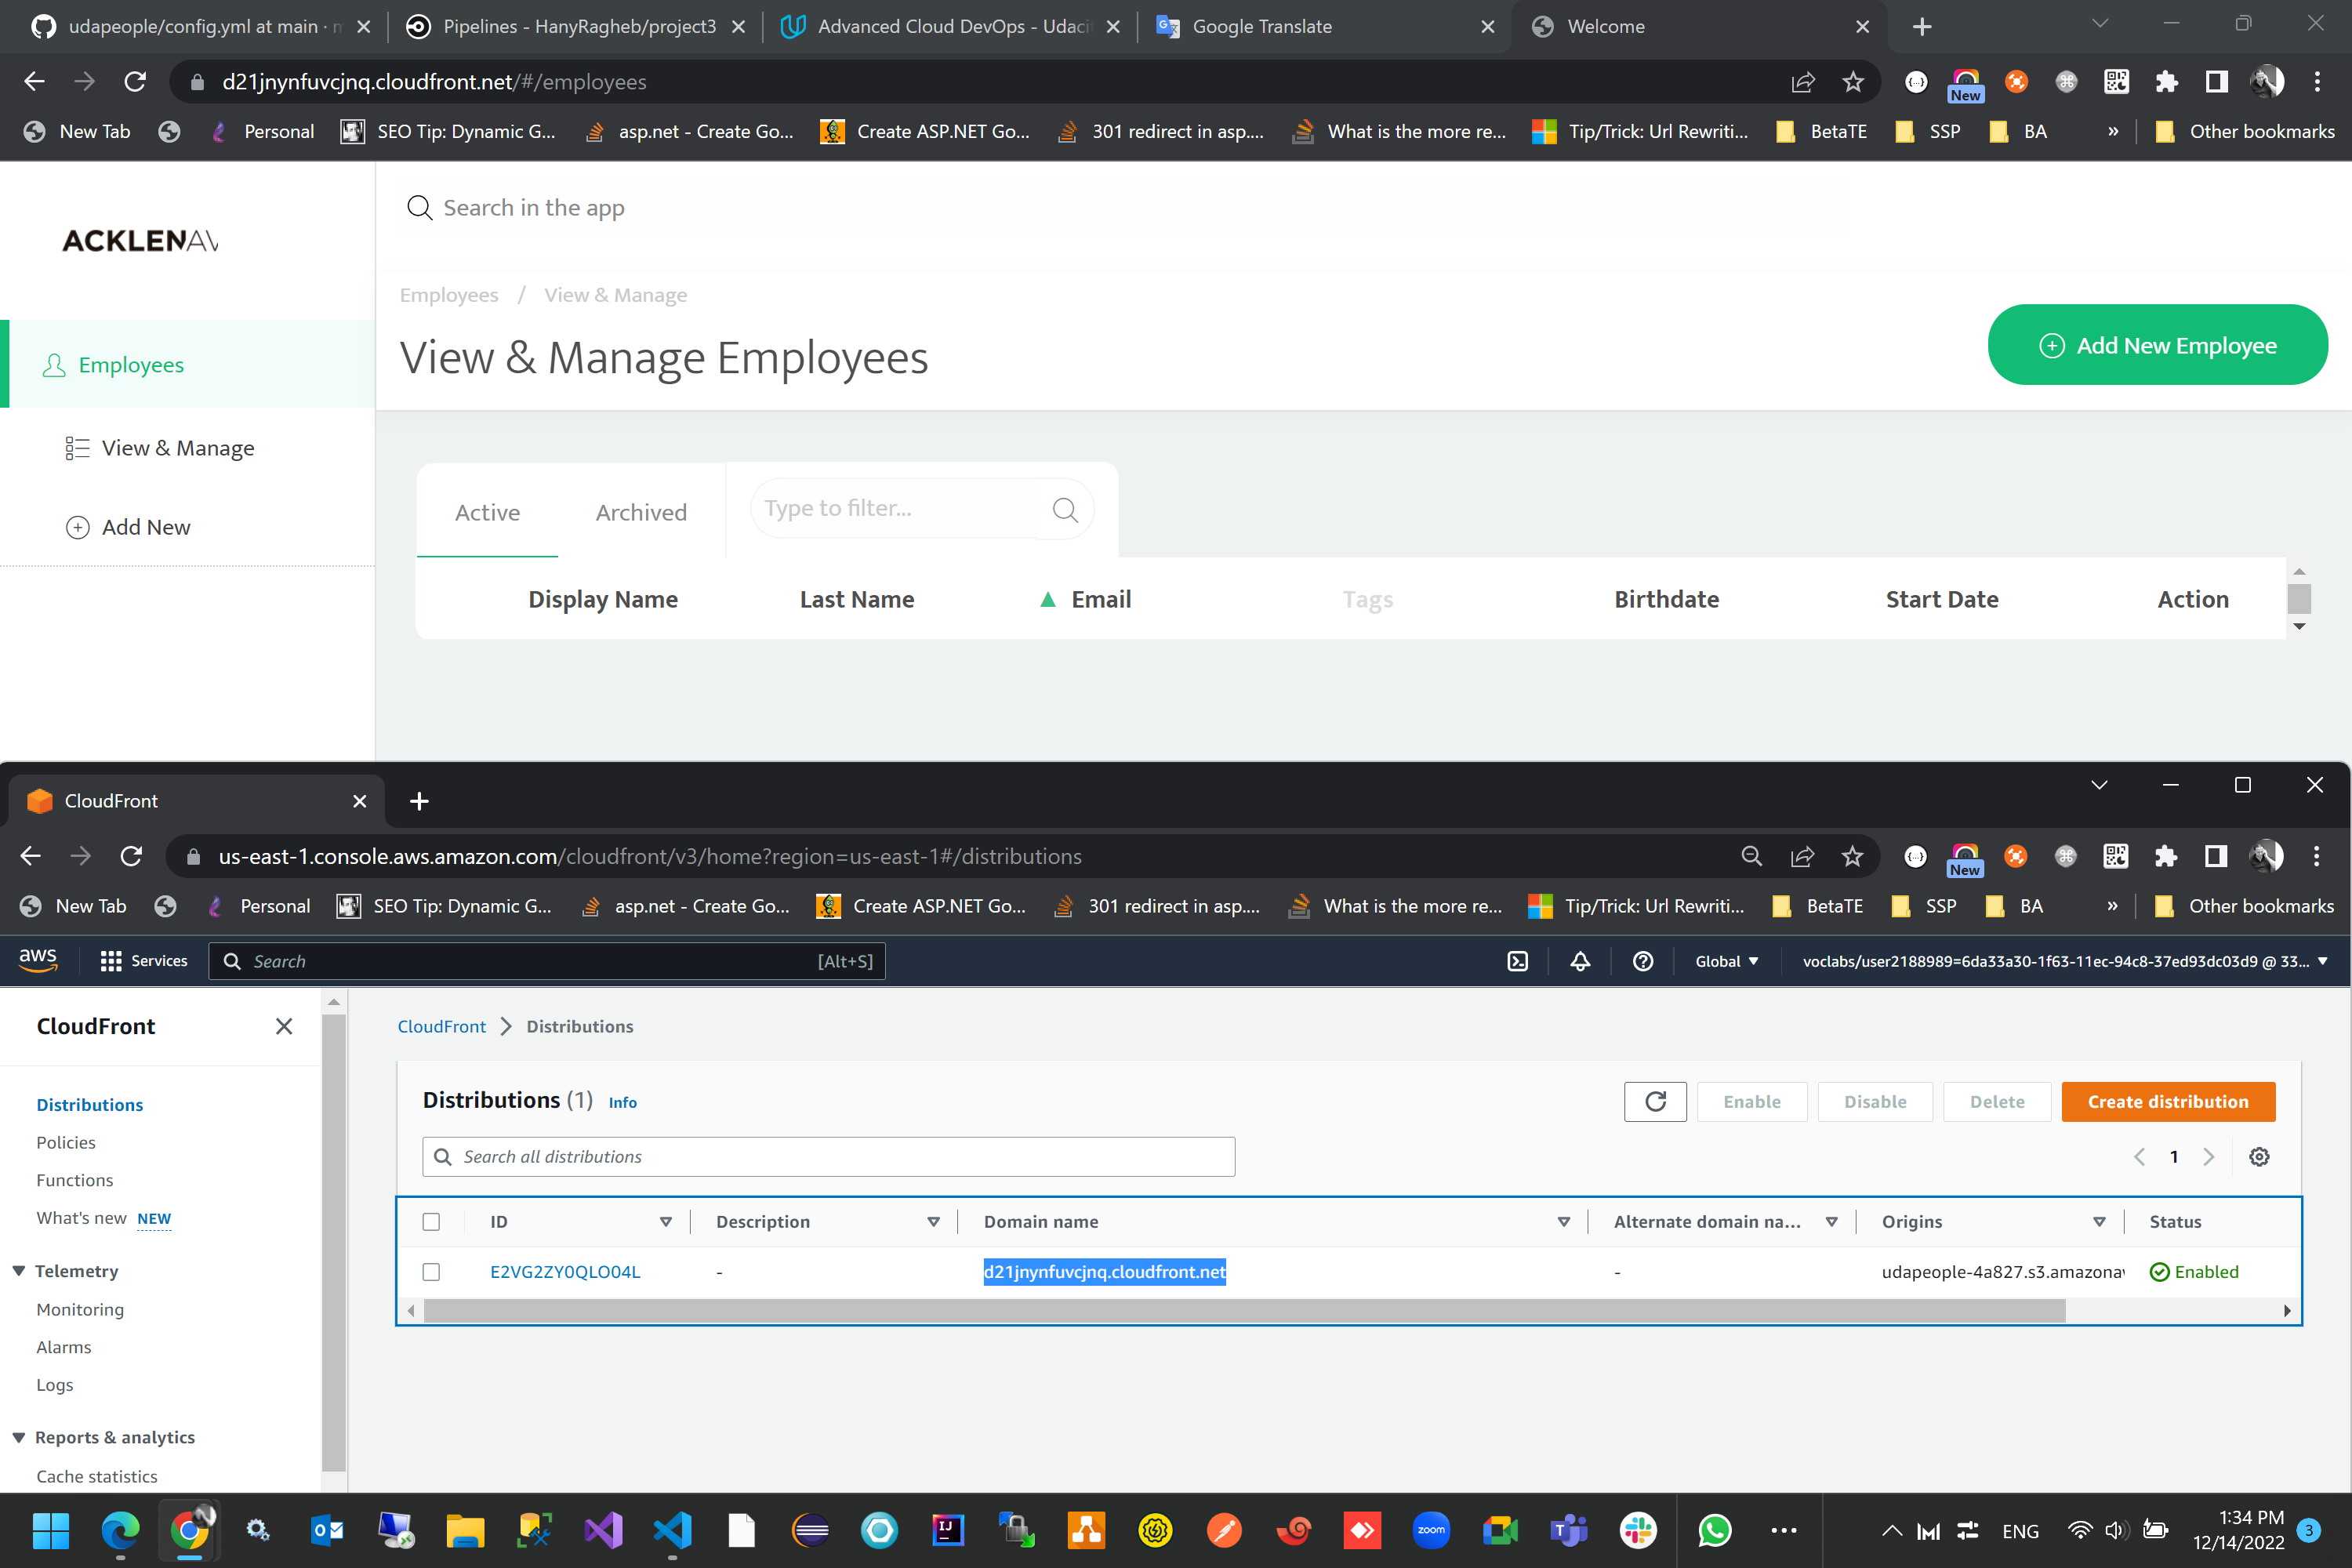 udapeople/config.yml at main · m
Pipelines - HanyRagheb/project3
Advanced Cloud DevOps - Udaci
Google Translate
Welcome
d21jnynfuvcjnq.cloudfront.net/#/employees
New
New Tab
Personal
SEO Tip: Dynamic G...
asp.net - Create Go...
Create ASP.NET Go...
301 redirect in asp....
What is the more re...
Tip/Trick: Url Rewriti...
BetaTE
SSP
BA
»
Other bookmarks
ACKLENAV
Search in the app
Employees / View & Manage
View & Manage Employees
Add New Employee
Employees
View & Manage
Add New
Active
Archived
Type to filter...
Display Name
Last Name
Email
Tags
Birthdate
Start Date
Action
CloudFront
us-east-1.console.aws.amazon.com/cloudfront/v3/home?region=us-east-1#/distributions
New
New Tab
Personal
SEO Tip: Dynamic G...
asp.net - Create Go...
Create ASP.NET Go...
301 redirect in asp....
What is the more re...
Tip/Trick: Url Rewriti...
BetaTE
SSP
BA
»
Other bookmarks
aws
Services
Search
[Alt+S]
Global
voclabs/user2188989=6da33a30-1f63-11ec-94c8-37ed93dc03d9 @ 33...
CloudFront
Distributions
Policies
Functions
What's new NEW
Telemetry
Monitoring
Alarms
Logs
Reports & analytics
Cache statistics
CloudFront
Distributions
Distributions (1) Info
Enable
Disable
Delete
Create distribution
Search all distributions
1
ID
Description
Domain name
Alternate domain na...
Origins
Status
E2VG2ZY0QLO04L
-
d21jnynfuvcjnq.cloudfront.net
-
udapeople-4a827.s3.amazonav
Enabled
zoom
ENG
1:34 PM
12/14/2022
3